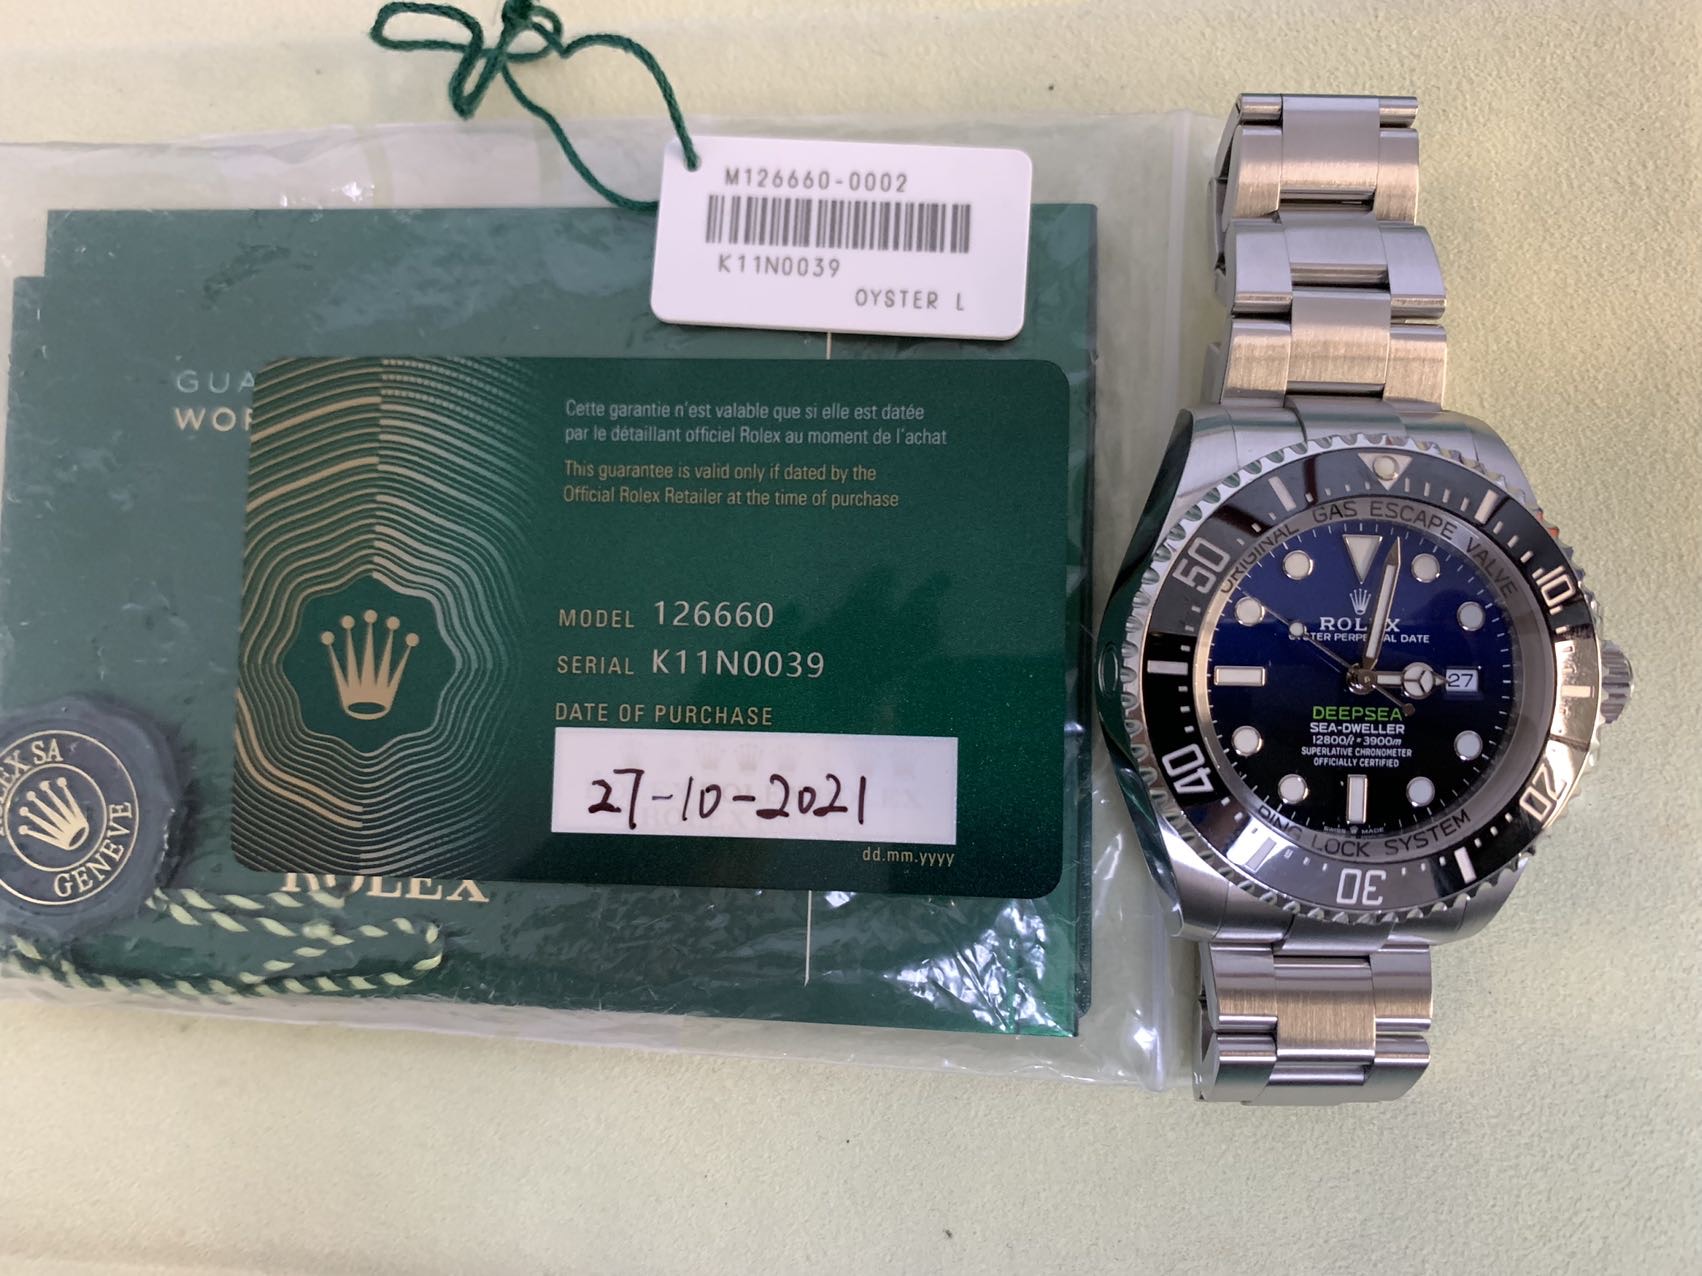 M126660-0002
K11N0039
OYSTER L
GUA
WOR
Cette garantie n'est valable que si elle est datée
par le détaillant officiel Rolex au moment de l'achat
This guarantee is valid only if dated by the
Official Rolex Retailer at the time of purchase
MODEL 126660
SERIAL K11N0039
DATE OF PURCHASE
27-10-2021
dd.mm.yyyy
ROLEX
ROLEX SA
GENEVE
ORIGINAL GAS ESCAPE VALVE
RING LOCK SYSTEM
10
20
30
40
50
ROLEX
OYSTER PERPETUAL DATE
27
DEEPSEA
SEA-DWELLER
12800ft=3900m
SUPERLATIVE CHRONOMETER
OFFICIALLY CERTIFIED
SWISS MADE